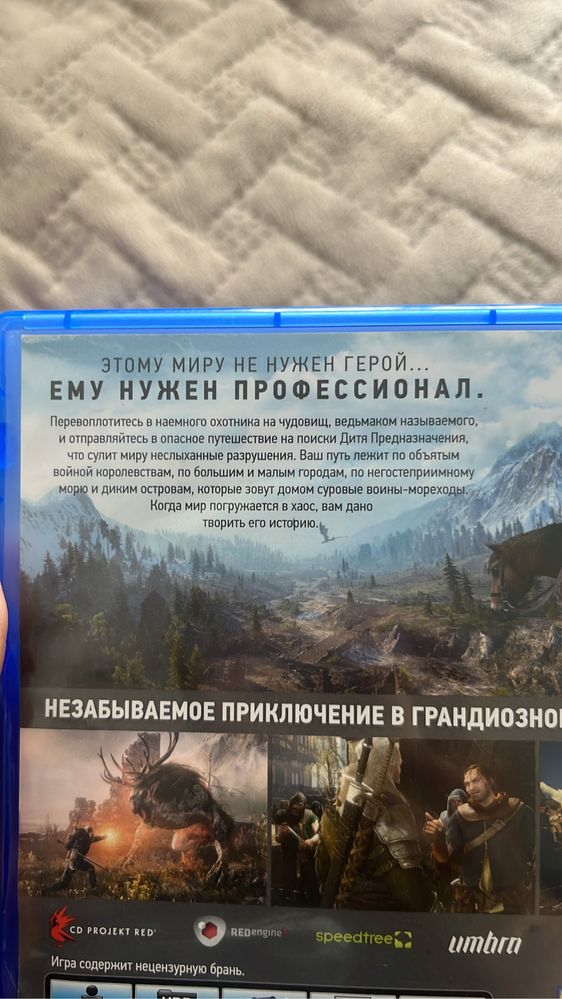 ЭТОМУ МИРУ НЕ НУЖЕН ГЕРОЙ...
ЕМУ НУЖЕН ПРОФЕССИОНАЛ.
Перевоплотитесь в наемного охотника на чудовищ, ведьмаком называемого,
и отправляйтесь в опасное путешествие на поиски Дитя Предназначения,
что сулит миру неслыханные разрушения. Ваш путь лежит по объятым
войной королевствам, по большим и малым городам, по негостеприимному
морю и диким островам, которые зовут домом суровые воины-мореходы.
Когда мир погружается в хаос, вам дано
творить его историю.
НЕЗАБЫВАЕМОЕ ПРИКЛЮЧЕНИЕ В
CD PROJEKT RED®
REDengine
speedtree
umbra
Игра содержит нецензурную брань.